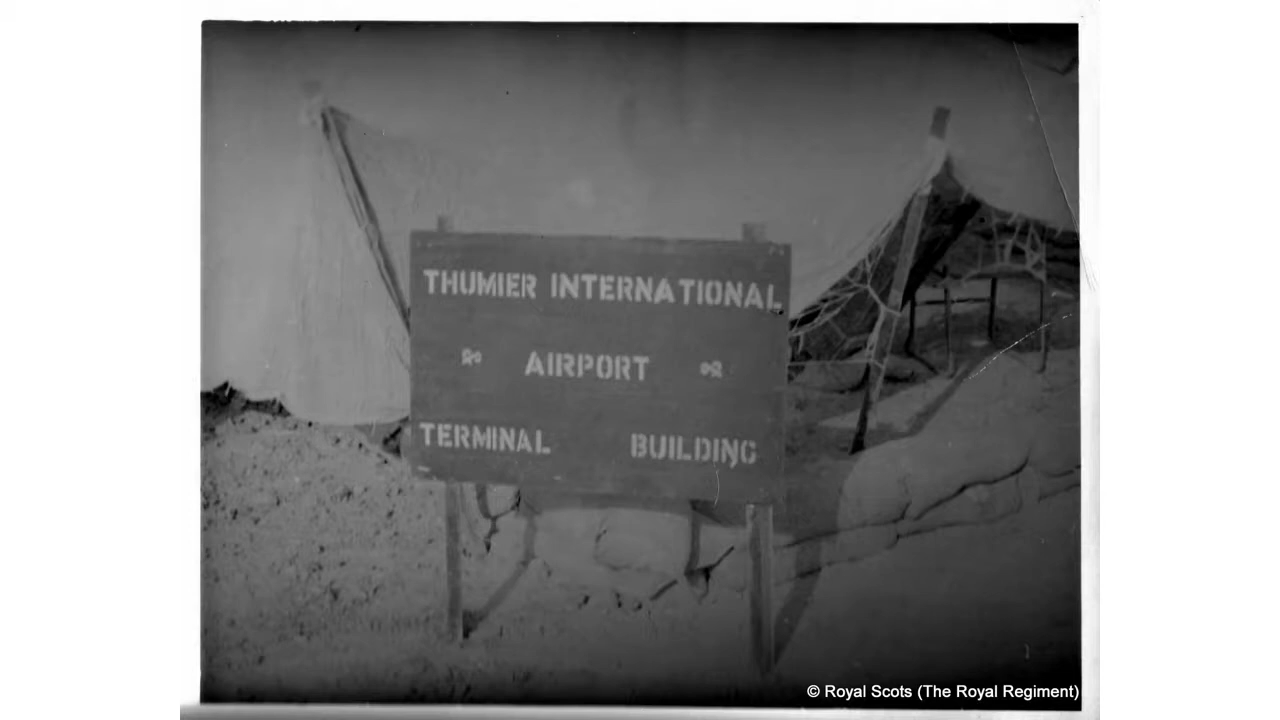 THUMIER INTERNATIONAL
AIRPORT
TERMINAL BUILDING
© Royal Scots (The Royal Regiment)